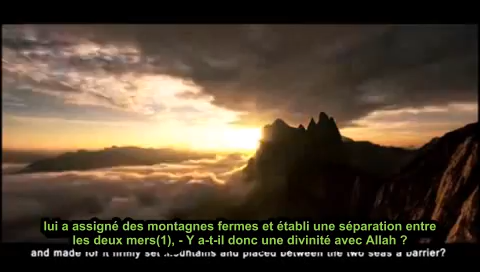 lui a assigné des montagnes fermes et établi une séparation entre
les deux mers(1), - Y a-t-il donc une divinité avec Allah ?
and made for it firmly set mountains and placed between the two seas a barrier?